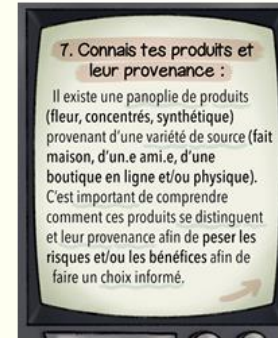 7. Connais tes produits et
leur provenance :
Il existe une panoplie de produits
(fleur, concentrés, synthétique)
provenant d'une variété de source (fait
maison, d'un.e ami.e, d'une
boutique en ligne et/ou physique).
C'est important de comprendre
comment ces produits se distinguent
et leur provenance afin de peser les
risques et/ou les bénéfices afin de
faire un choix informé.